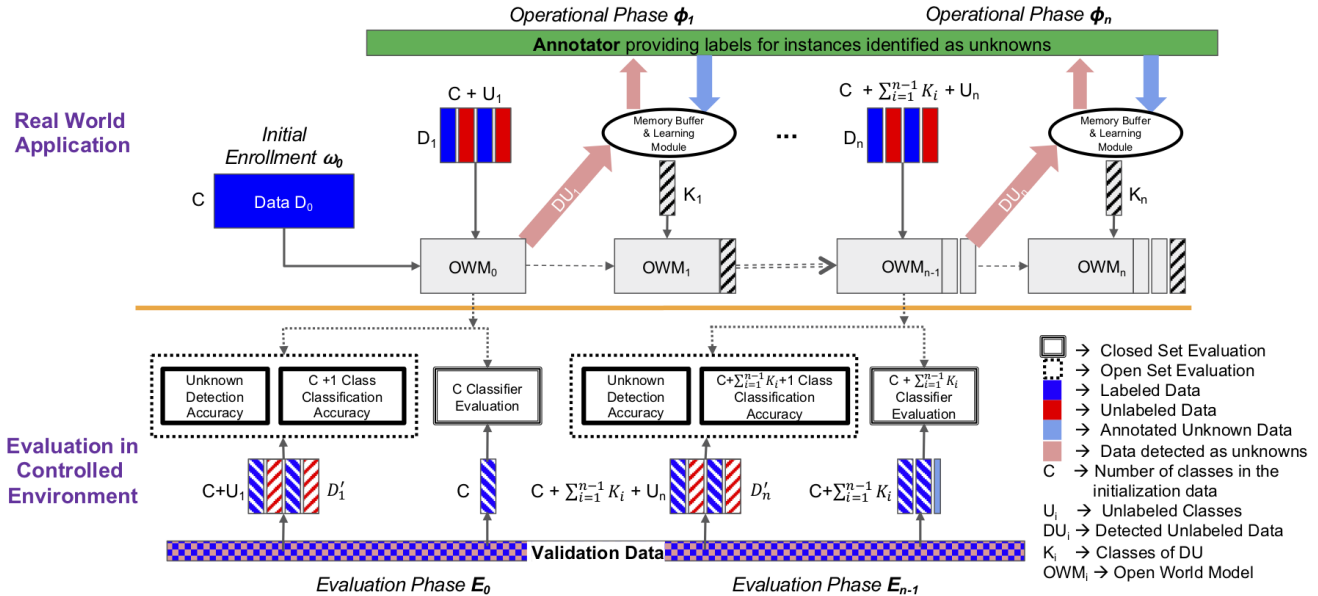 Operational Phase ϕ₁
Operational Phase ϕₙ
Annotator providing labels for instances identified as unknowns
Real World
Application
Initial
Enrollment ω₀
C
Data D₀
C + U₁
D₁
DU₁
Memory Buffer
& Learning
Module
K₁
...
C + ∑ᵢ₌₁ⁿ⁻¹ Kᵢ + Uₙ
Dₙ
DUₙ
Memory Buffer
& Learning
Module
Kₙ
OWM₀
OWM₁
OWMₙ₋₁
OWMₙ
Evaluation in
Controlled
Environment
Unknown
Detection
Accuracy
C +1 Class
Classification
Accuracy
C Classifier
Evaluation
Unknown
Detection
Accuracy
C+∑ᵢ₌₁ⁿ⁻¹ Kᵢ+1 Class
Classification
Accuracy
C + ∑ᵢ₌₁ⁿ⁻¹ Kᵢ
Classifier
Evaluation
C+U₁
D′₁
C
C + ∑ᵢ₌₁ⁿ⁻¹ Kᵢ + Uₙ
D′ₙ
C+∑ᵢ₌₁ⁿ⁻¹ Kᵢ
Validation Data
Evaluation Phase E₀
Evaluation Phase Eₙ₋₁
→ Closed Set Evaluation
→ Open Set Evaluation
→ Labeled Data
→ Unlabeled Data
→ Annotated Unknown Data
→ Data detected as unknowns
C → Number of classes in the
initialization data
Uᵢ → Unlabeled Classes
DUᵢ → Detected Unlabeled Data
Kᵢ → Classes of DU
OWMᵢ → Open World Model